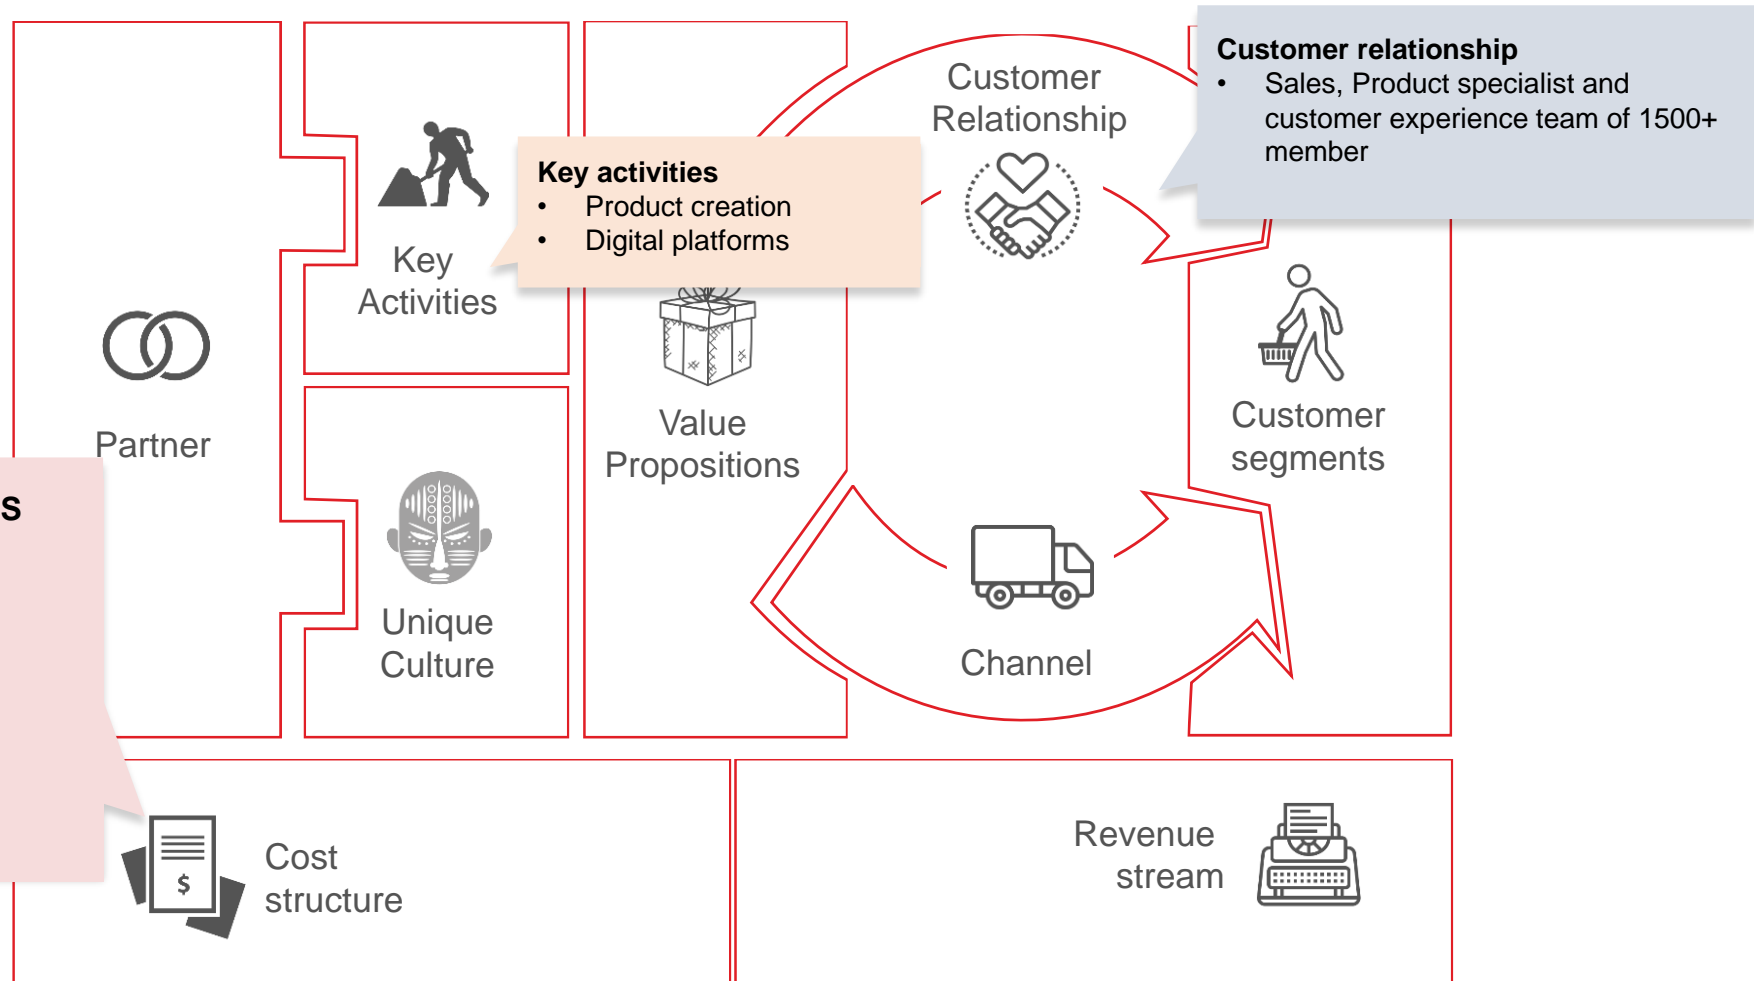 Customer relationship
• Sales, Product specialist and
customer experience team of 1500+
member
Customer
Relationship
Key activities
• Product creation
• Digital platforms
Key
Activities
Partner
Value
Propositions
Customer
segments
s
Unique
Culture
Channel
Cost
structure
$
Revenue
stream